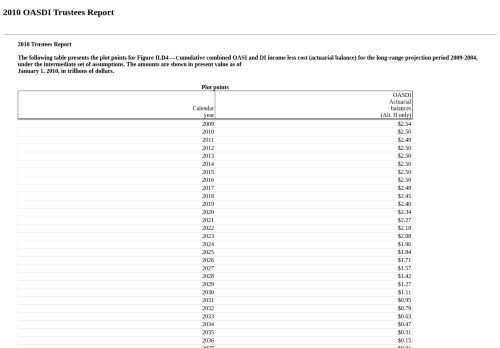 2010 OASDI Trustees Report
2010 Trustees Report
The following table presents the plot points for Figure II.D4 — Cumulative combined OASI and DI income less cost (actuarial balance) for the long-range projection period 2009-2084,
under the intermediate set of assumptions. The amounts are shown in present value as of
January 1, 2010, in trillions of dollars.
Plot points
Calendar
year
OASDI
Actuarial
balances
(Alt. II only)
2009 $2.54
2010 $2.50
2011 $2.49
2012 $2.50
2013 $2.50
2014 $2.50
2015 $2.50
2016 $2.50
2017 $2.48
2018 $2.45
2019 $2.40
2020 $2.34
2021 $2.27
2022 $2.18
2023 $2.08
2024 $1.96
2025 $1.84
2026 $1.71
2027 $1.57
2028 $1.42
2029 $1.27
2030 $1.11
2031 $0.95
2032 $0.79
2033 $0.63
2034 $0.47
2035 $0.31
2036 $0.15